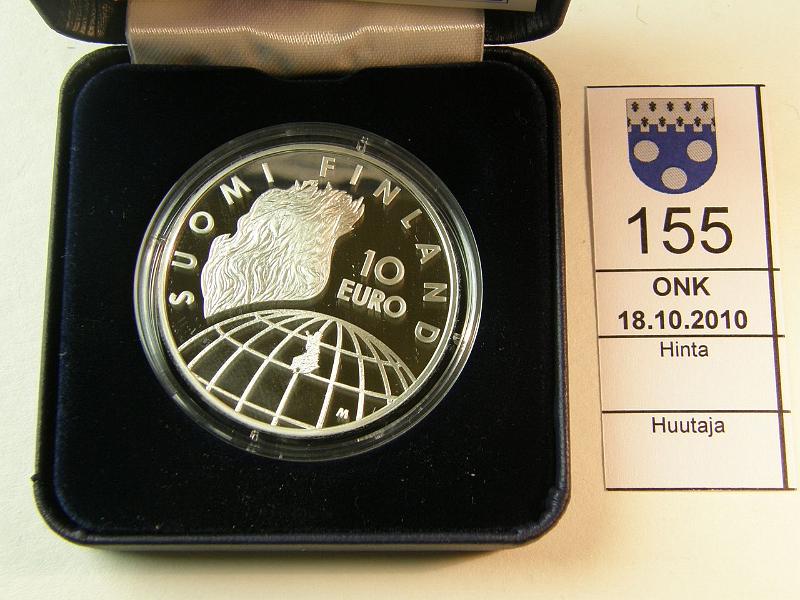 SUOMI FINLAND
10
EURO
M
155
ONK
18.10.2010
Hinta
Huutaja